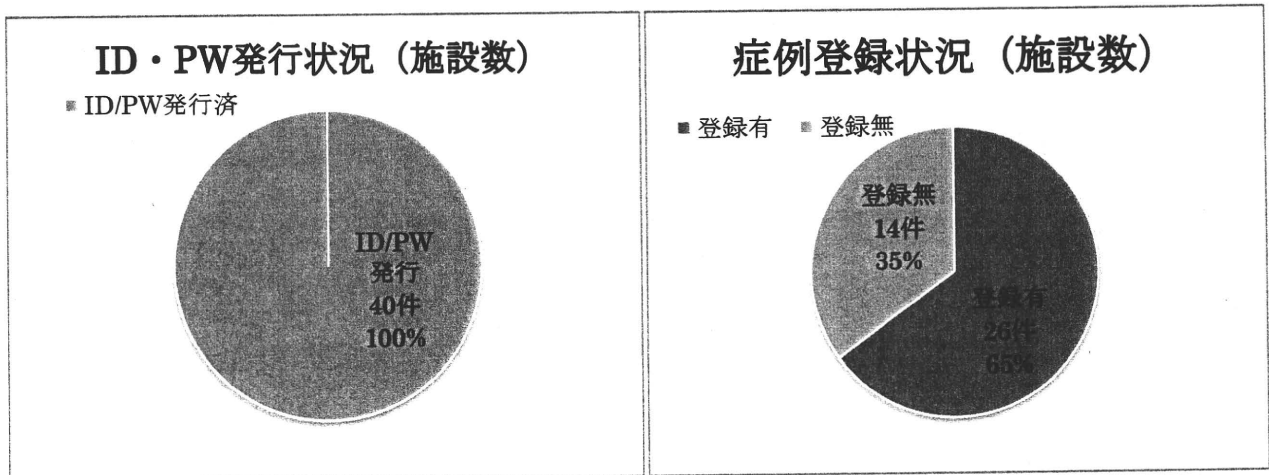 ID・PW発行状況（施設数）
■ ID/PW発行済
ID/PW
発行
40件
100%
症例登録状況（施設数）
■ 登録有 ■ 登録無
登録無
14件
35%
登録有
26件
65%